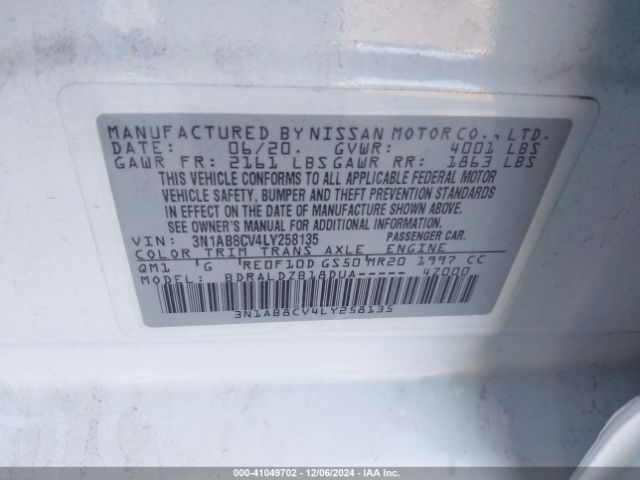 MANUFACTURED BY NISSAN MOTOR CO., LTD.
DATE: 06/20. GVWR: 4001 LBS
GAWR FR: 2161 LBS GAWR RR: 1863 LBS
THIS VEHICLE CONFORMS TO ALL APPLICABLE FEDERAL MOTOR
VEHICLE SAFETY, BUMPER AND THEFT PREVENTION STANDARDS
IN EFFECT ON THE DATE OF MANUFACTURE SHOWN ABOVE.
SEE OWNER'S MANUAL FOR ADDITIONAL INFORMATION.
VIN: 3N1AB8CV4LY258135 PASSENGER CAR.
COLOR TRIM TRANS AXLE ENGINE
QM1 G RE0F10D GS50 MR20 1997 CC
BDRALDZB18DUA----- 47000
3N1AB8CV4LY258135
000-41049702 - 12/06/2024 - IAA Inc.